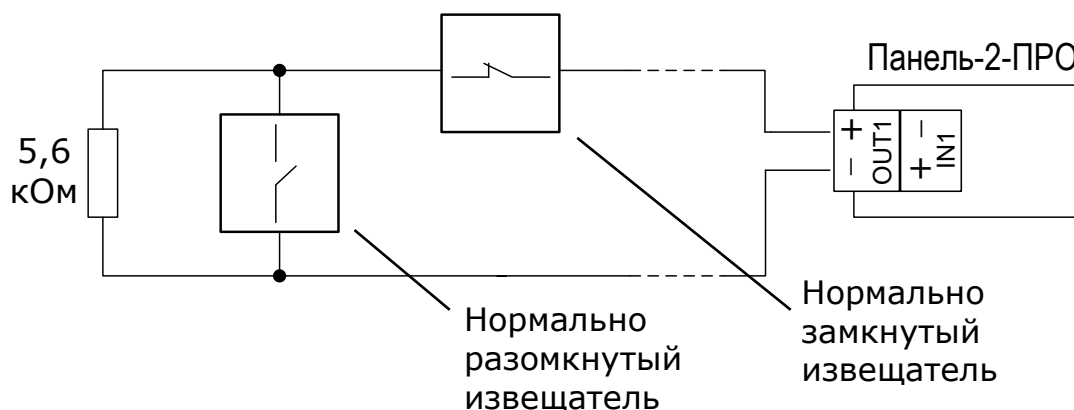 Панель-2-ПРО
5,6
кОм
+
−
OUT1
−
+
IN1
Нормально
разомкнутый
извещатель
Нормально
замкнутый
извещатель